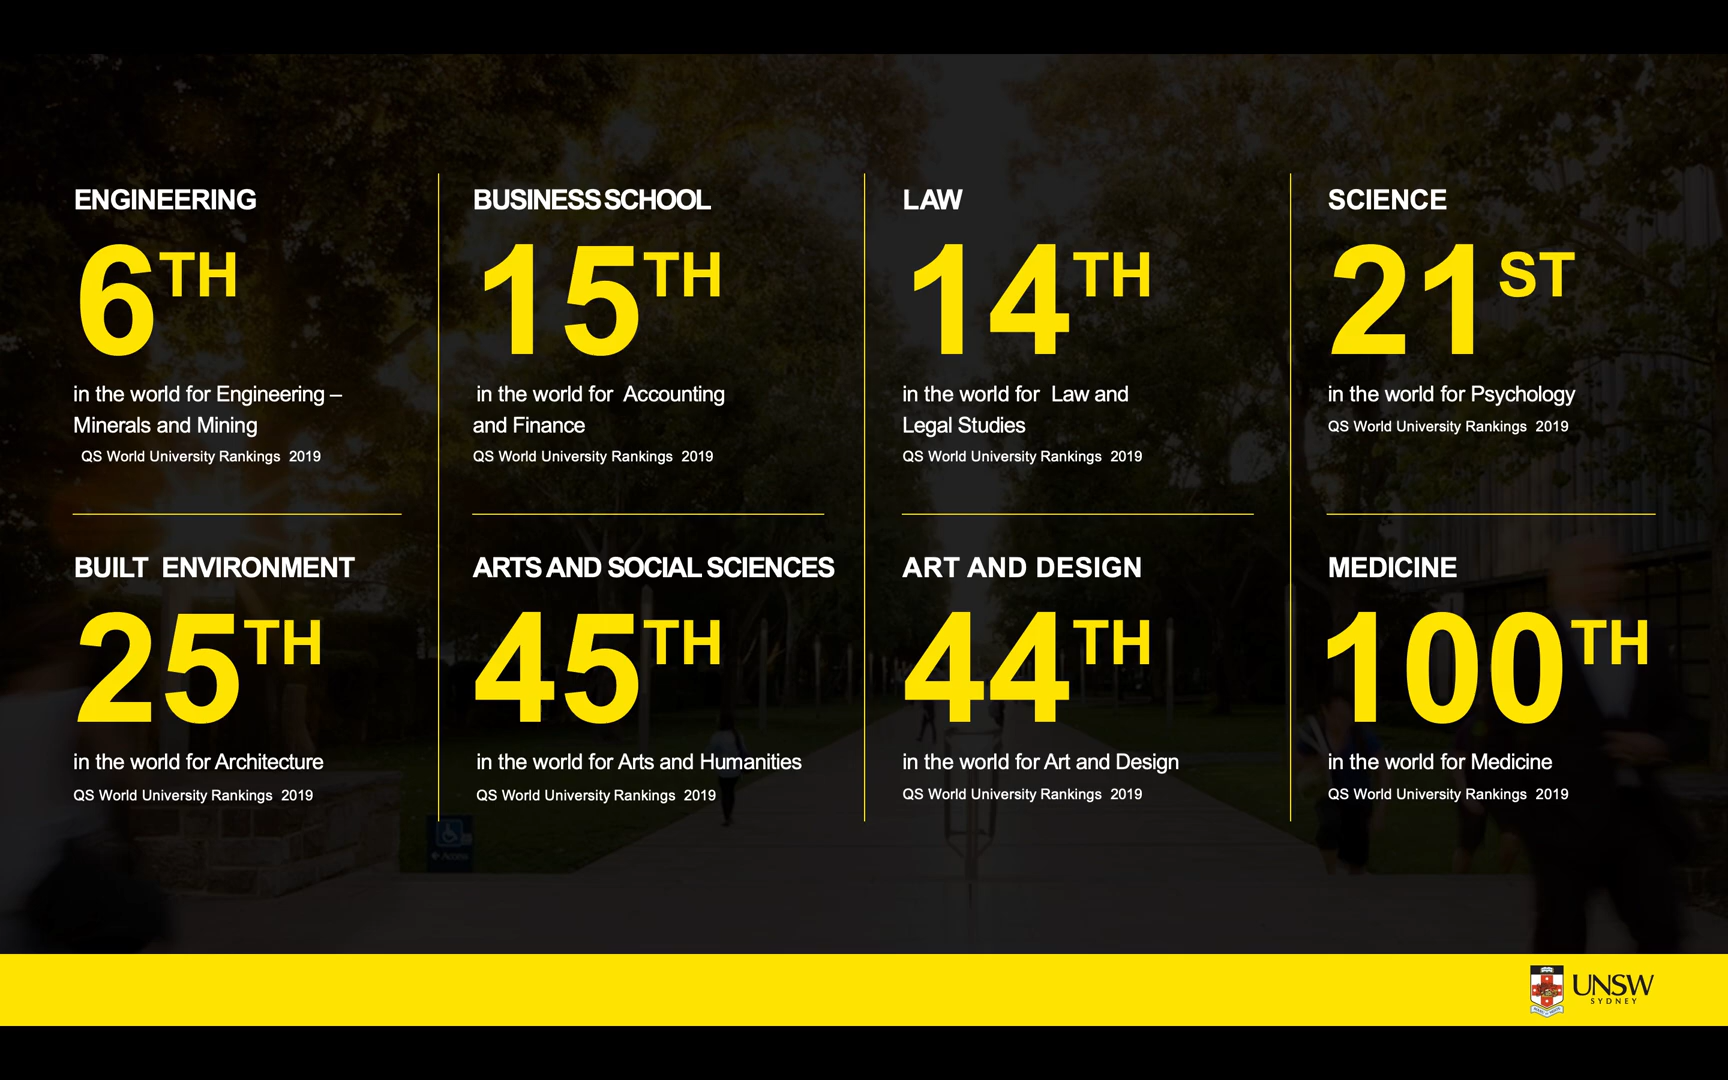 ENGINEERING
6TH
in the world for Engineering –
Minerals and Mining
QS World University Rankings 2019
BUSINESS SCHOOL
15TH
in the world for Accounting
and Finance
QS World University Rankings 2019
LAW
14TH
in the world for Law and
Legal Studies
QS World University Rankings 2019
SCIENCE
21ST
in the world for Psychology
QS World University Rankings 2019
BUILT ENVIRONMENT
25TH
in the world for Architecture
QS World University Rankings 2019
ARTS AND SOCIAL SCIENCES
45TH
in the world for Arts and Humanities
QS World University Rankings 2019
ART AND DESIGN
44TH
in the world for Art and Design
QS World University Rankings 2019
MEDICINE
100TH
in the world for Medicine
QS World University Rankings 2019
Access
UNSW
SYDNEY